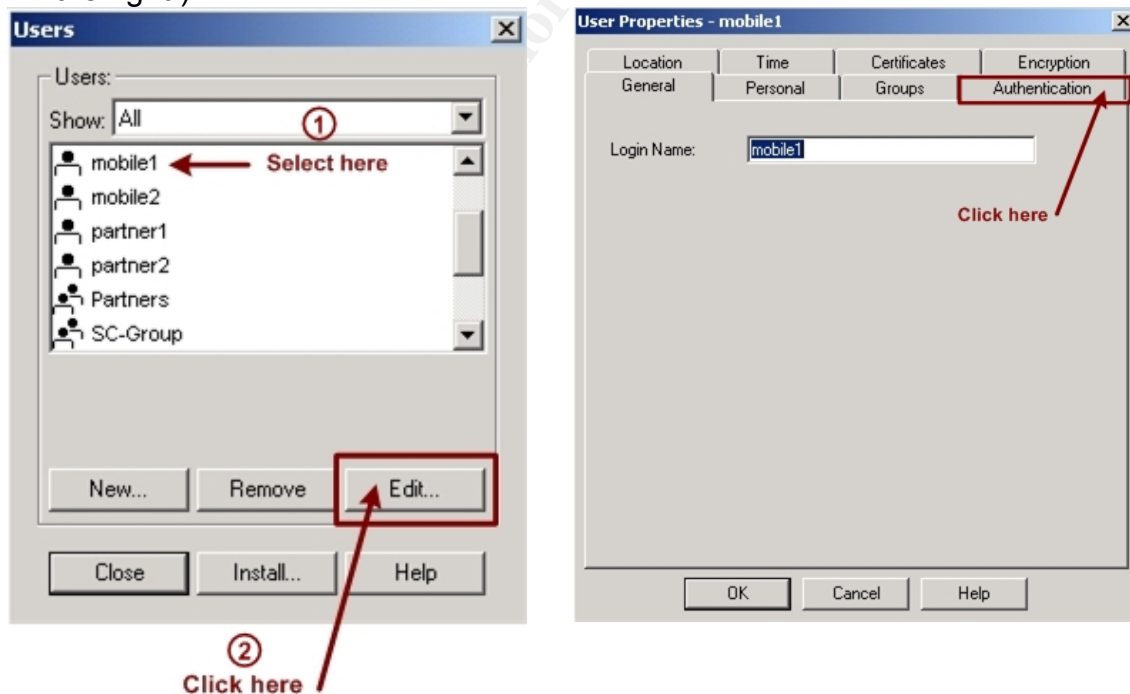 Users
Users:
Show: All
① Select here
mobile1
mobile2
partner1
partner2
Partners
SC-Group
New... Remove Edit...
Close Install... Help
②
Click here
User Properties - mobile1
Location Time Certificates Encryption
General Personal Groups Authentication
Login Name: mobile1
Click here
OK Cancel Help